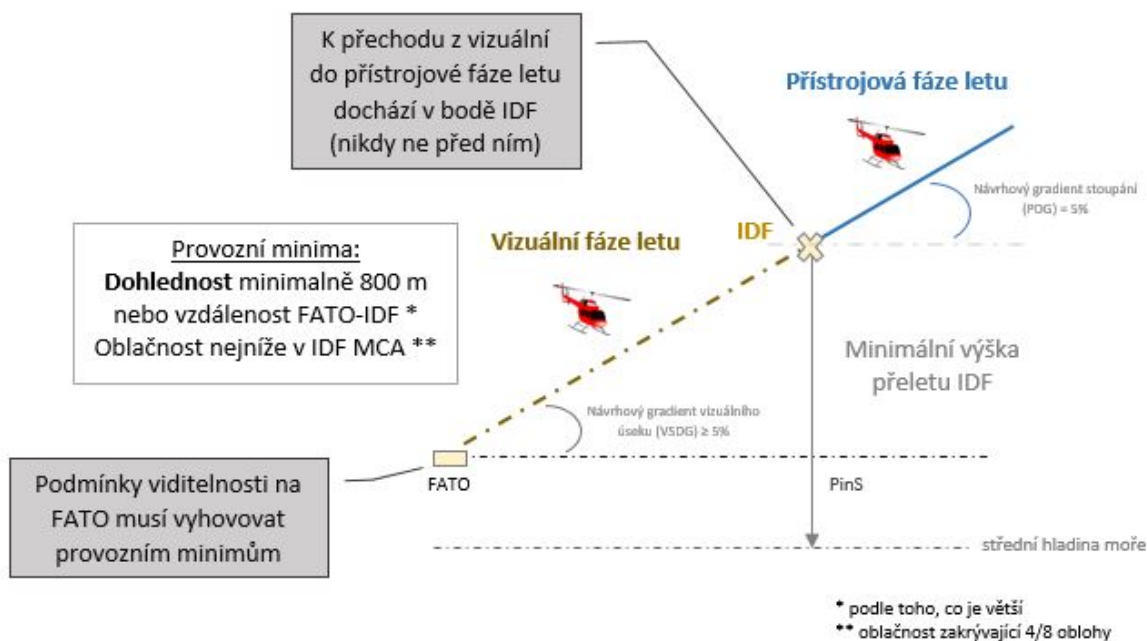 K přechodu z vizuální
do přístrojové fáze letu
dochází v bodě IDF
(nikdy ne před ním)
Přístrojová fáze letu
Návrhový gradient stoupání
(PDG) = 5%
IDF
Vizuální fáze letu
Provozní minima:
Dohlednost minimalně 800 m
nebo vzdálenost FATO-IDF *
Oblačnost nejníže v IDF MCA **
Minimální výška
přeletu IDF
Návrhový gradient vizuálního
úseku (VSDG) ≥ 5%
FATO
PinS
Podmínky viditelnosti na
FATO musí vyhovovat
provozním minimům
střední hladina moře
* podle toho, co je větší
** oblačnost zakrývající 4/8 oblohy